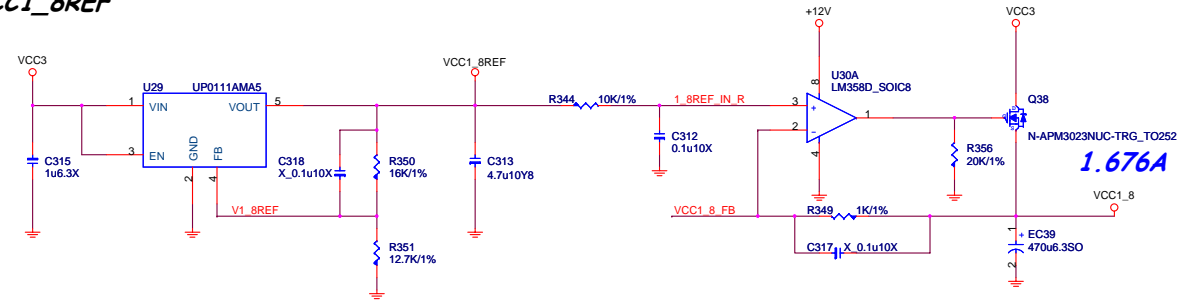 CC1_8REF
+12V
VCC3
VCC3
VCC1_8REF
U29
UP0111AMA5
U30A
LM358D_SOIC8
8
Q38
1
VIN
VOUT
5
R344
10K/1%
1_8REF_IN_R
3
+
1
2
-
N-APM3023NUC-TRG_TO252
3
EN
GND
FB
C312
0.1u10X
4
R356
20K/1%
1.676A
C315
1u6.3X
2
4
C318
X_0.1u10X
R350
16K/1%
C313
4.7u10Y8
VCC1_8
V1_8REF
VCC1_8_FB
R349
1K/1%
1
+
EC39
470u6.3SO
2
R351
12.7K/1%
C317
X_0.1u10X